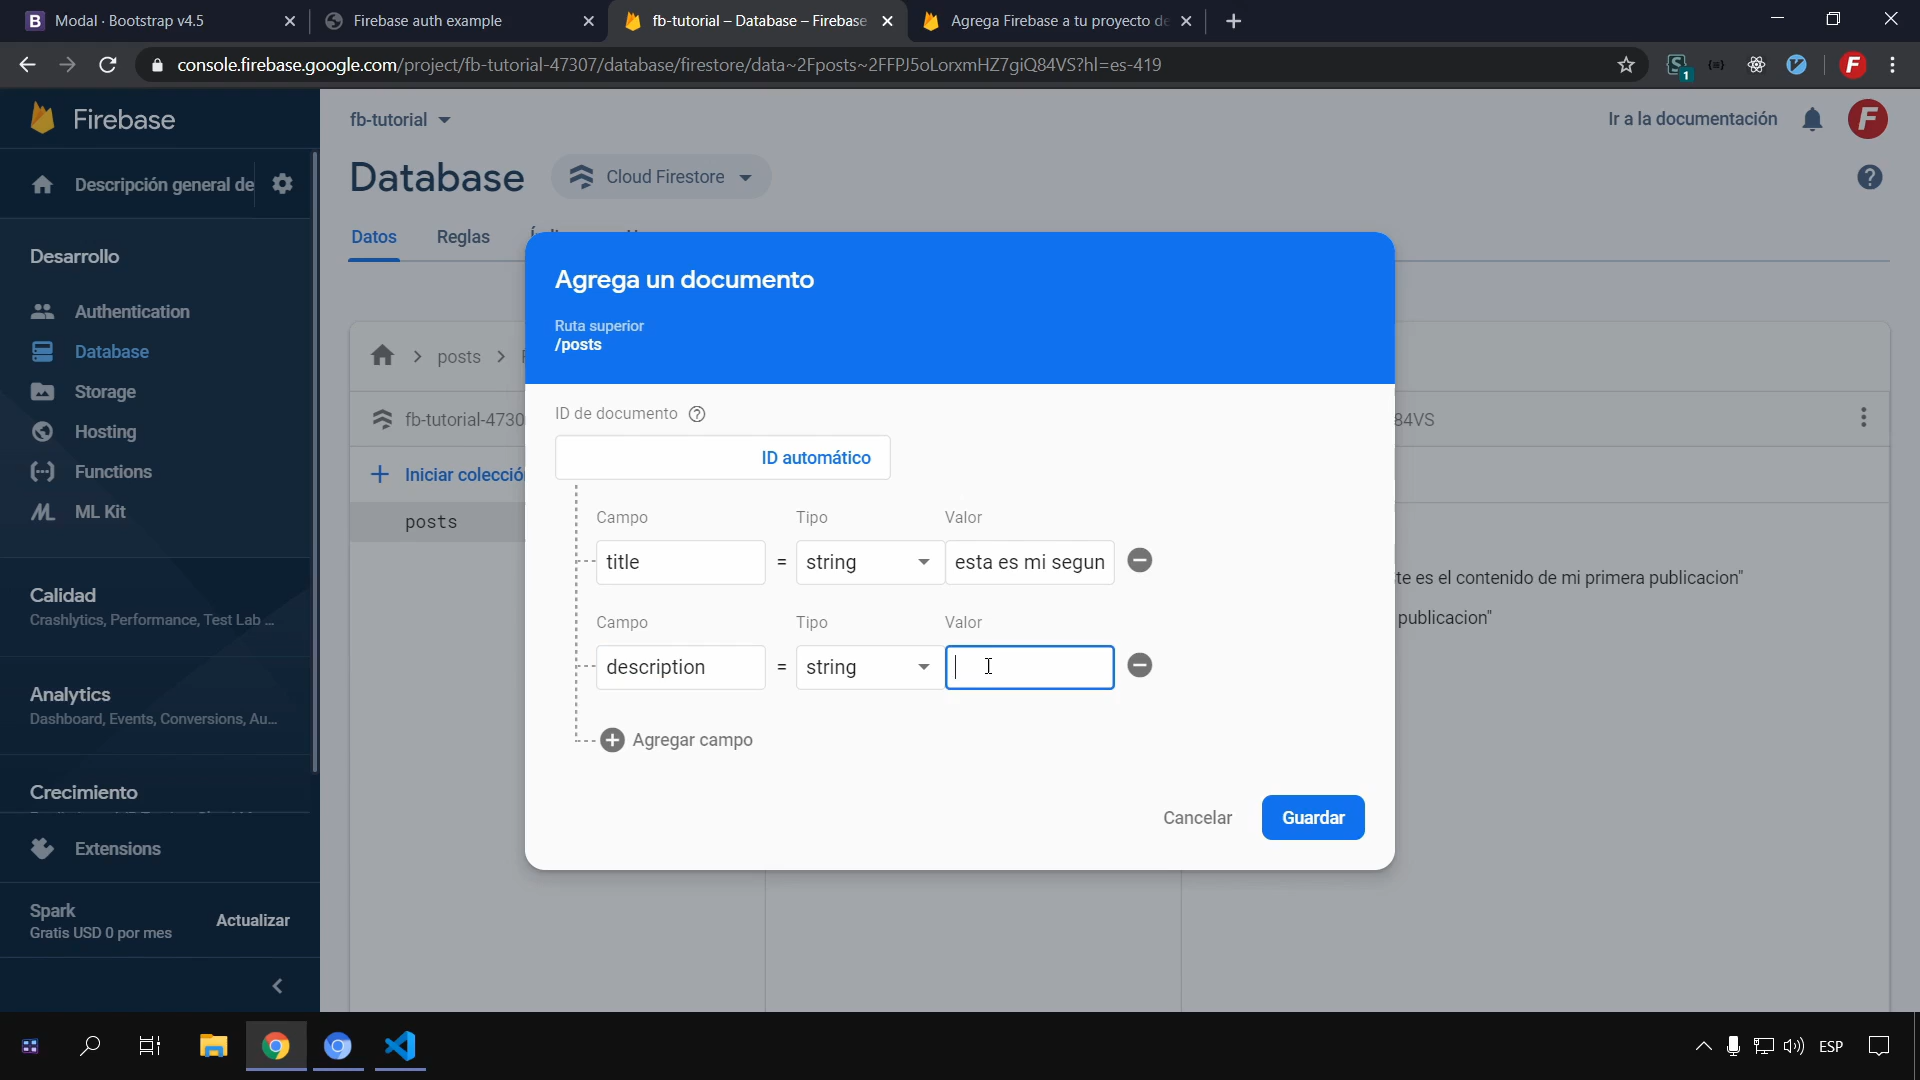 Modal · Bootstrap v4.5
Firebase auth example
fb-tutorial – Database – Firebase
Agrega Firebase a tu proyecto de
console.firebase.google.com/project/fb-tutorial-47307/database/firestore/data~2Fposts~2FFPJ5oLorxmHZ7giQ84VS?hl=es-419
1
F
Firebase
fb-tutorial
Ir a la documentación
F
Descripción general de
Database
Cloud Firestore
Desarrollo
Datos
Reglas
Authentication
Database
Storage
Hosting
Functions
ML Kit
posts
fb-tutorial-4730
84VS
Iniciar colección
posts
te es el contenido de mi primera publicacion"
publicacion"
Agrega un documento
Ruta superior
/posts
ID de documento
ID automático
Campo Tipo Valor
title = string esta es mi segun
Campo Tipo Valor
description = string
Agregar campo
Cancelar Guardar
Calidad
Crashlytics, Performance, Test Lab ...
Analytics
Dashboard, Events, Conversions, Au...
Crecimiento
Extensions
Spark
Gratis USD 0 por mes
Actualizar
ESP